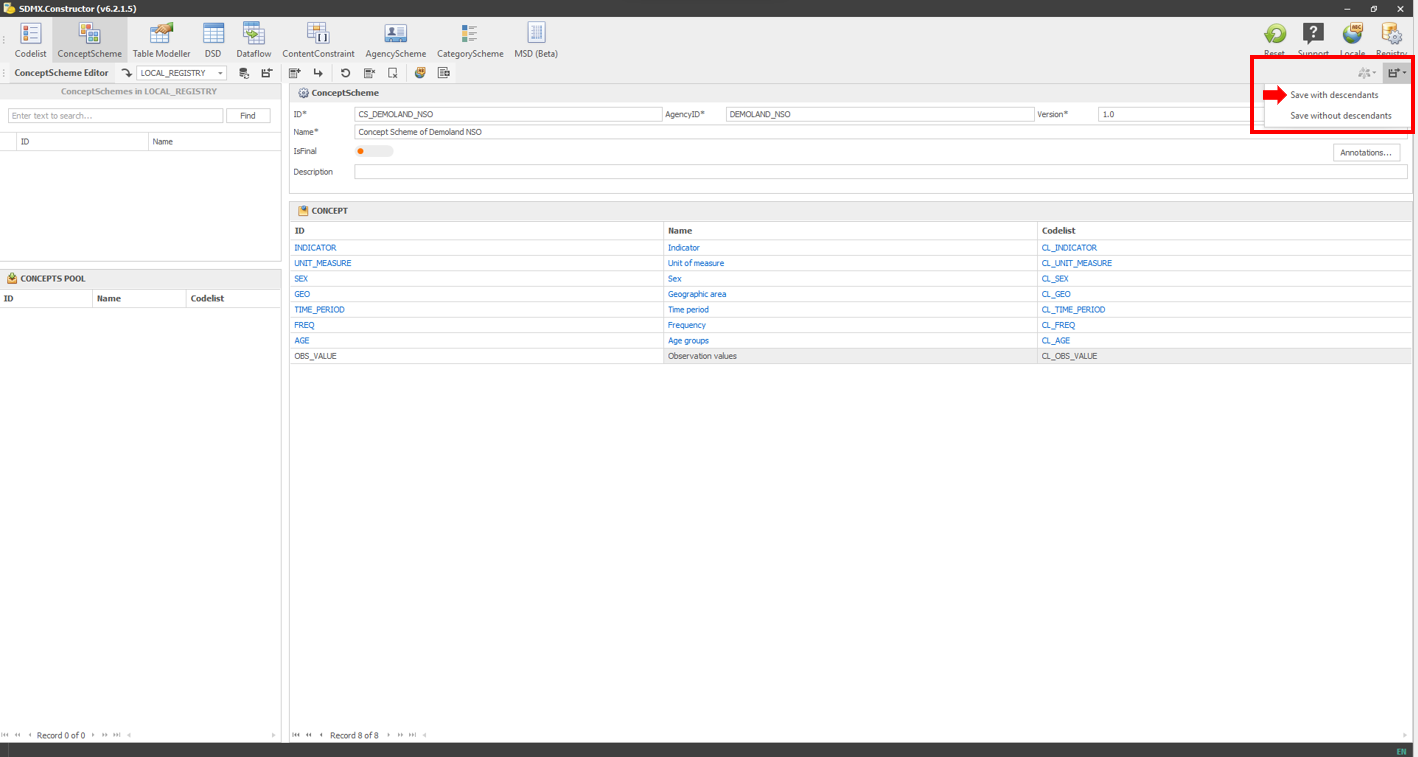 SDMX.Constructor (v6.2.1.5)
Codelist ConceptScheme Table Modeller DSD Dataflow ContentConstraint AgencyScheme CategoryScheme MSD (Beta) Reset Support Locale Registry
ConceptScheme Editor LOCAL_REGISTRY
ConceptSchemes in LOCAL_REGISTRY
Enter text to search... Find
ID Name
CONCEPTS POOL
ID Name Codelist
Record 0 of 0
Save with descendants
Save without descendants
ConceptScheme
ID* CS_DEMOLAND_NSO AgencyID* DEMOLAND_NSO Version* 1.0
Name* Concept Scheme of Demoland NSO
IsFinal
Annotations...
Description
CONCEPT
ID Name Codelist
INDICATOR Indicator CL_INDICATOR
UNIT_MEASURE Unit of measure CL_UNIT_MEASURE
SEX Sex CL_SEX
GEO Geographic area CL_GEO
TIME_PERIOD Time period CL_TIME_PERIOD
FREQ Frequency CL_FREQ
AGE Age groups CL_AGE
OBS_VALUE Observation values CL_OBS_VALUE
Record 8 of 8
EN